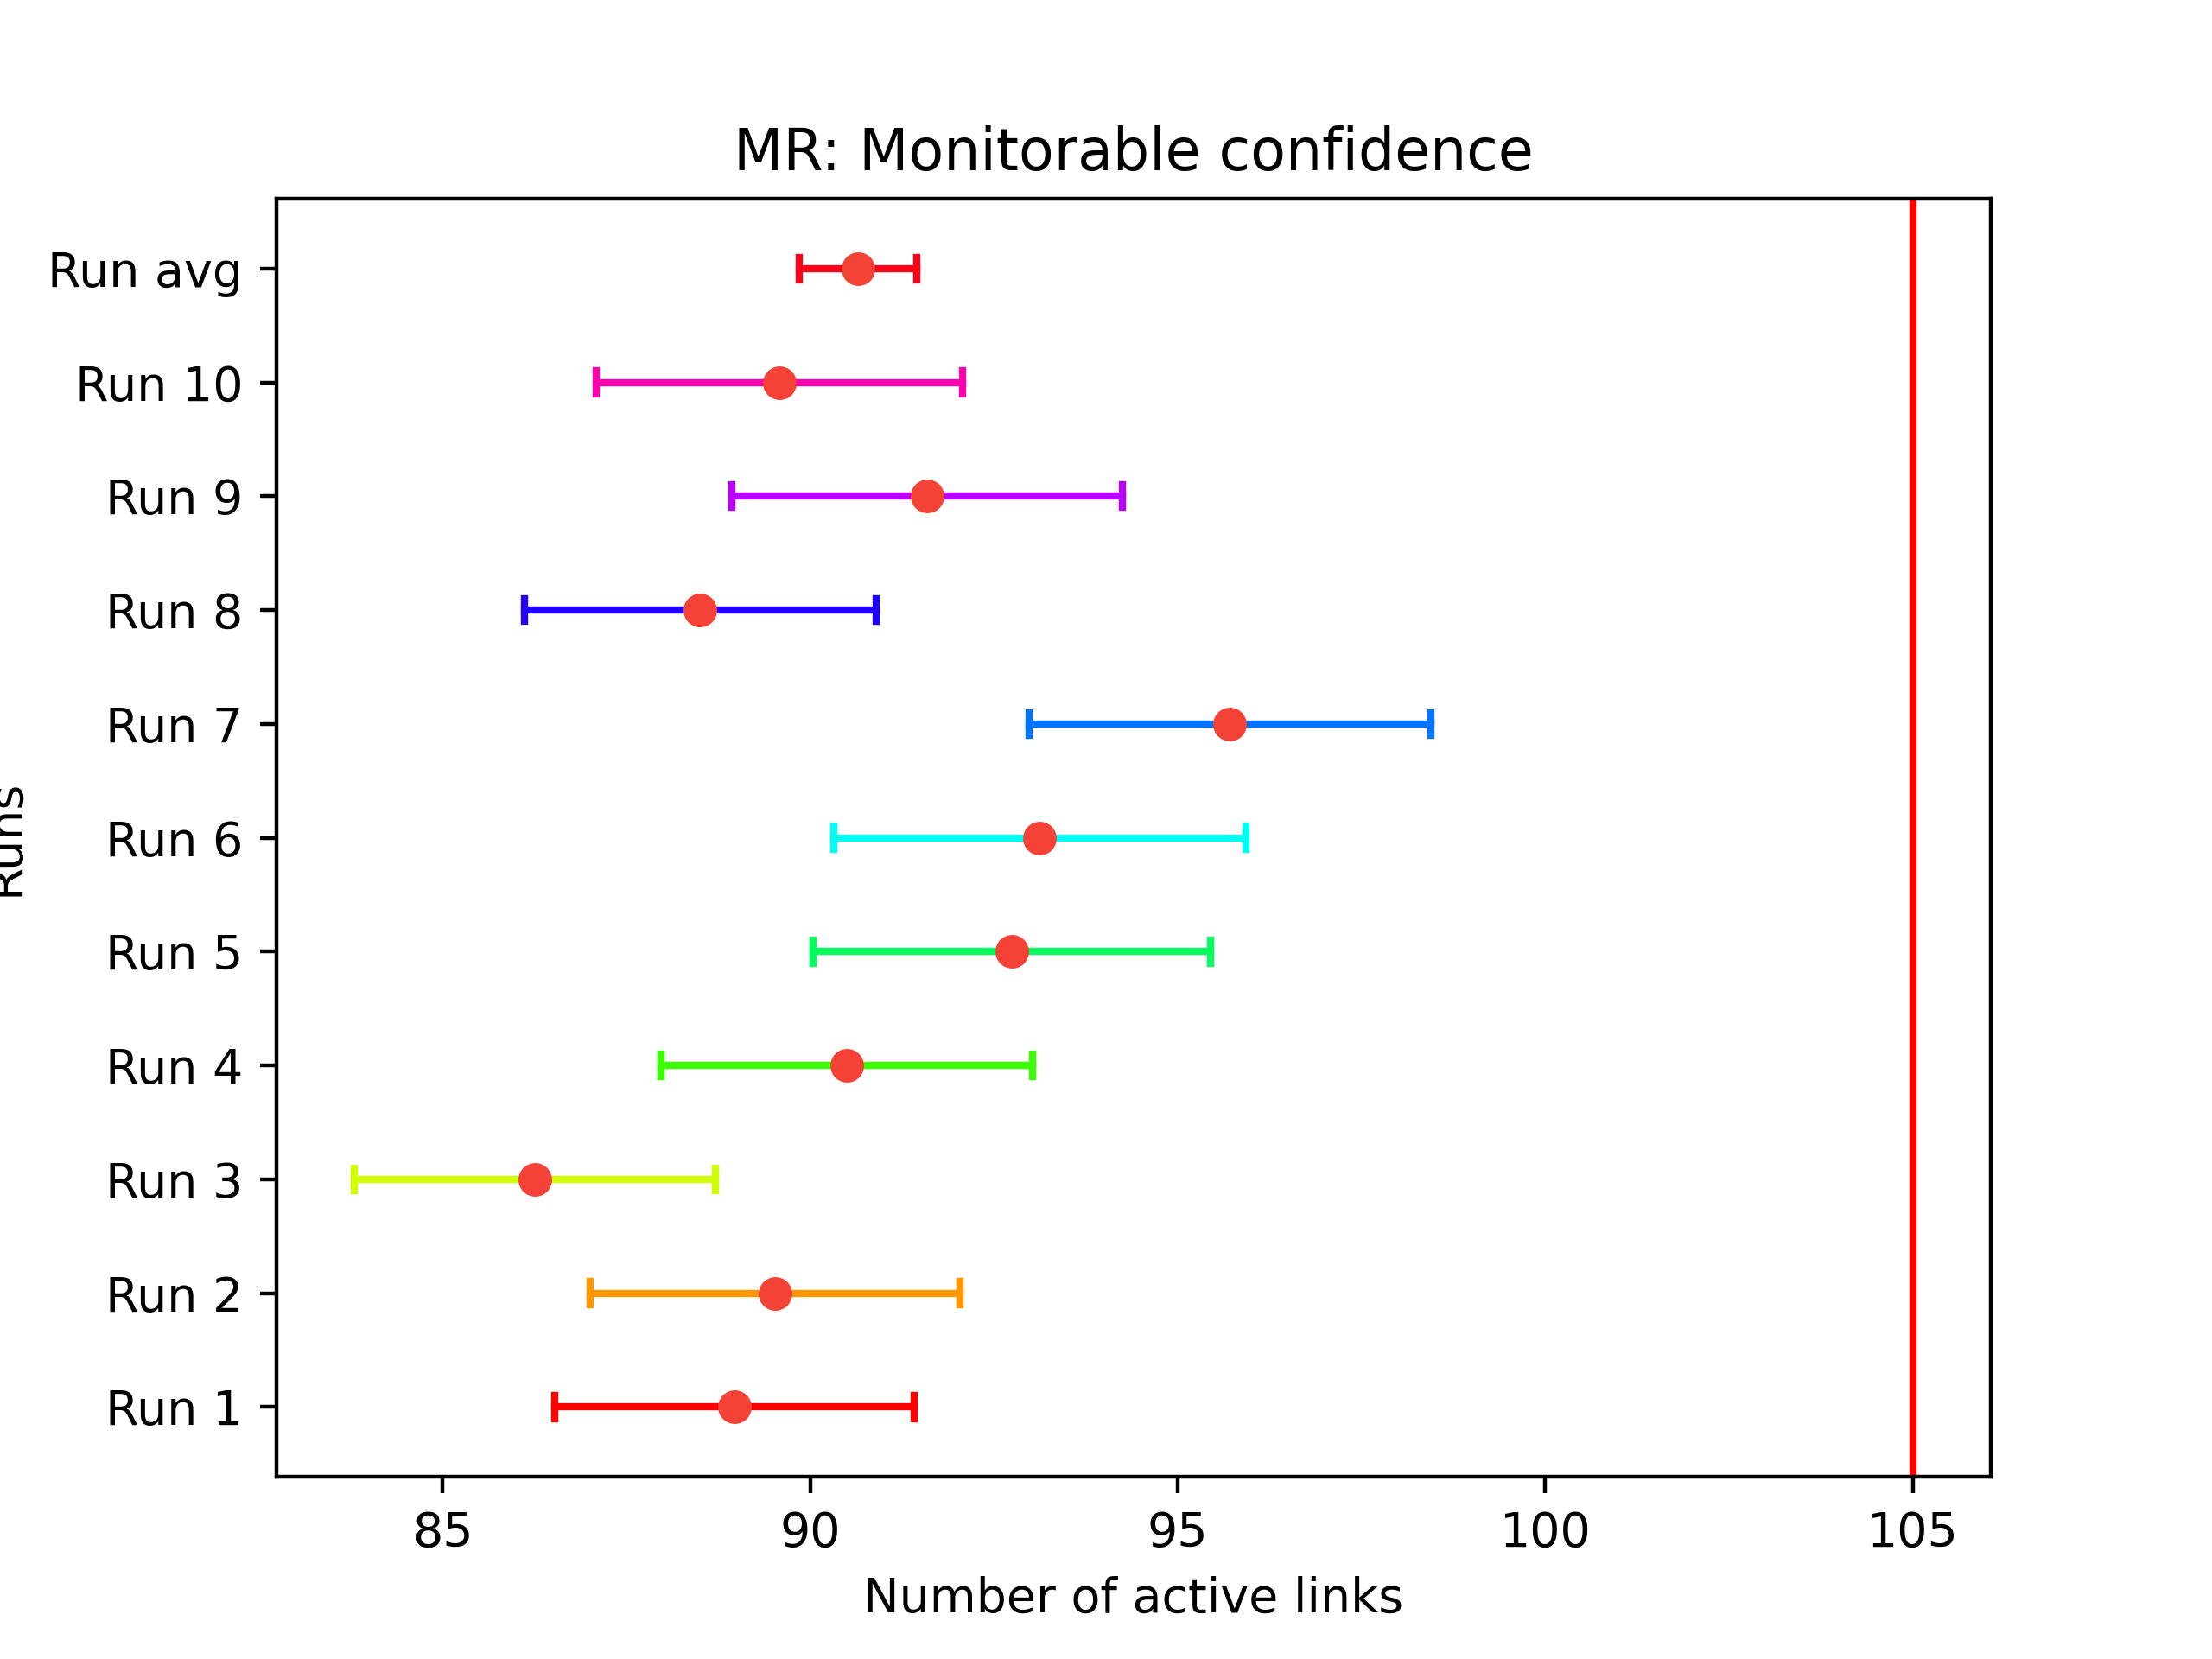 MR: Monitorable confidence
Run avg
Run 10
Run 9
Run 8
Run 7
Run 6
Run 5
Run 4
Run 3
Run 2
Run 1
Runs
85 90 95 100 105
Number of active links